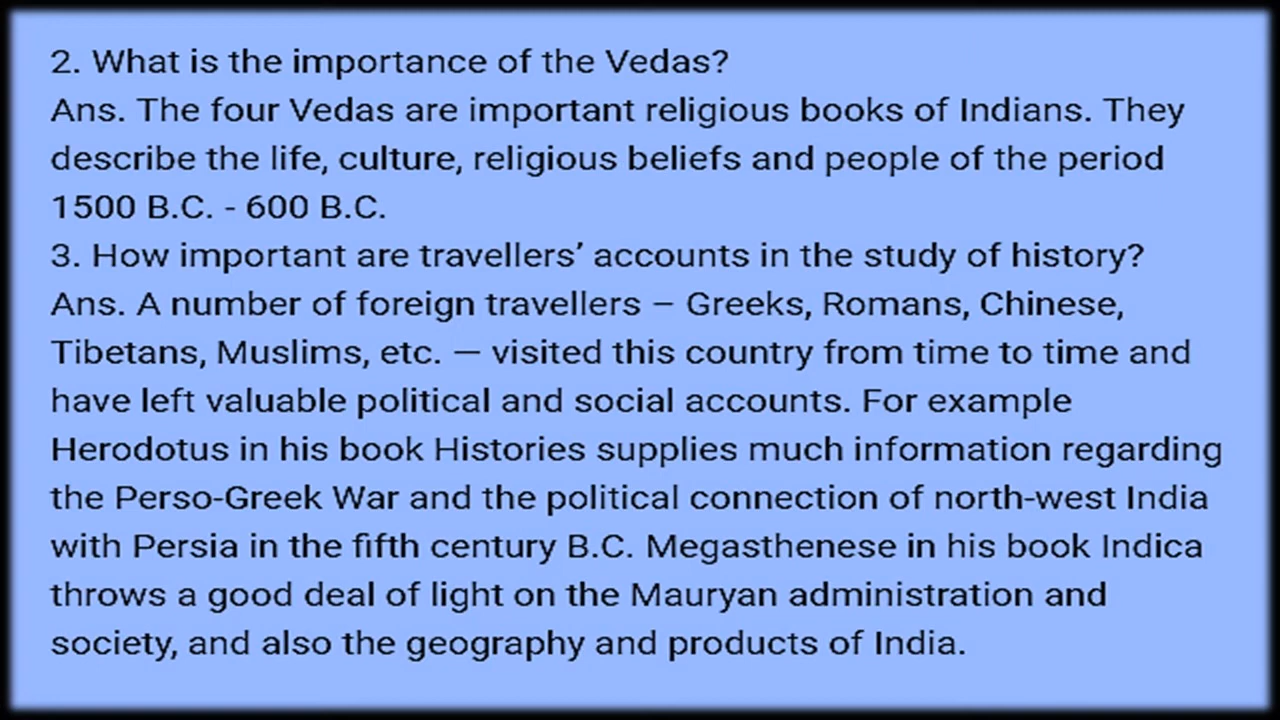 2. What is the importance of the Vedas?
Ans. The four Vedas are important religious books of Indians. They
describe the life, culture, religious beliefs and people of the period
1500 B.C. - 600 B.C.
3. How important are travellers’ accounts in the study of history?
Ans. A number of foreign travellers – Greeks, Romans, Chinese,
Tibetans, Muslims, etc. — visited this country from time to time and
have left valuable political and social accounts. For example
Herodotus in his book Histories supplies much information regarding
the Perso-Greek War and the political connection of north-west India
with Persia in the fifth century B.C. Megasthenese in his book Indica
throws a good deal of light on the Mauryan administration and
society, and also the geography and products of India.